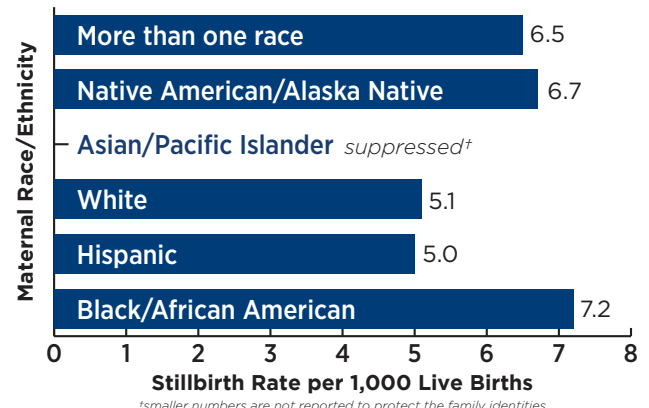 Maternal Race/Ethnicity
More than one race 6.5
Native American/Alaska Native 6.7
Asian/Pacific Islander suppressed†
White 5.1
Hispanic 5.0
Black/African American 7.2
0 1 2 3 4 5 6 7 8
Stillbirth Rate per 1,000 Live Births
†smaller numbers are not reported to protect the family identities